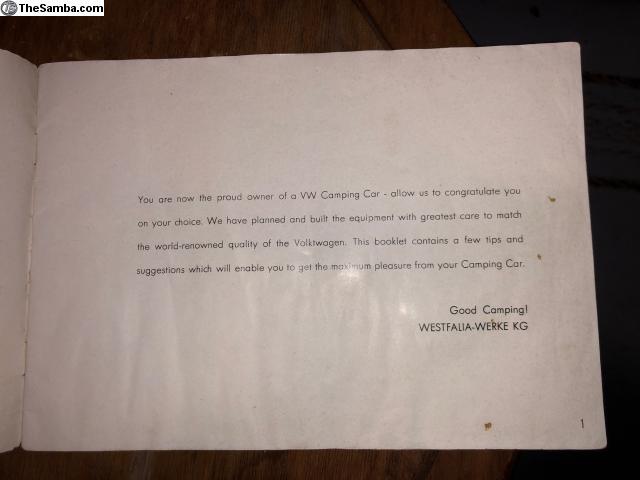 TheSamba.com
You are now the proud owner of a VW Camping Car - allow us to congratulate you
on your choice. We have planned and built the equipment with greatest care to match
the world-renowned quality of the Volktwagen. This booklet contains a few tips and
suggestions which will enable you to get the maximum pleasure from your Camping Car.
Good Camping!
WESTFALIA-WERKE KG
1